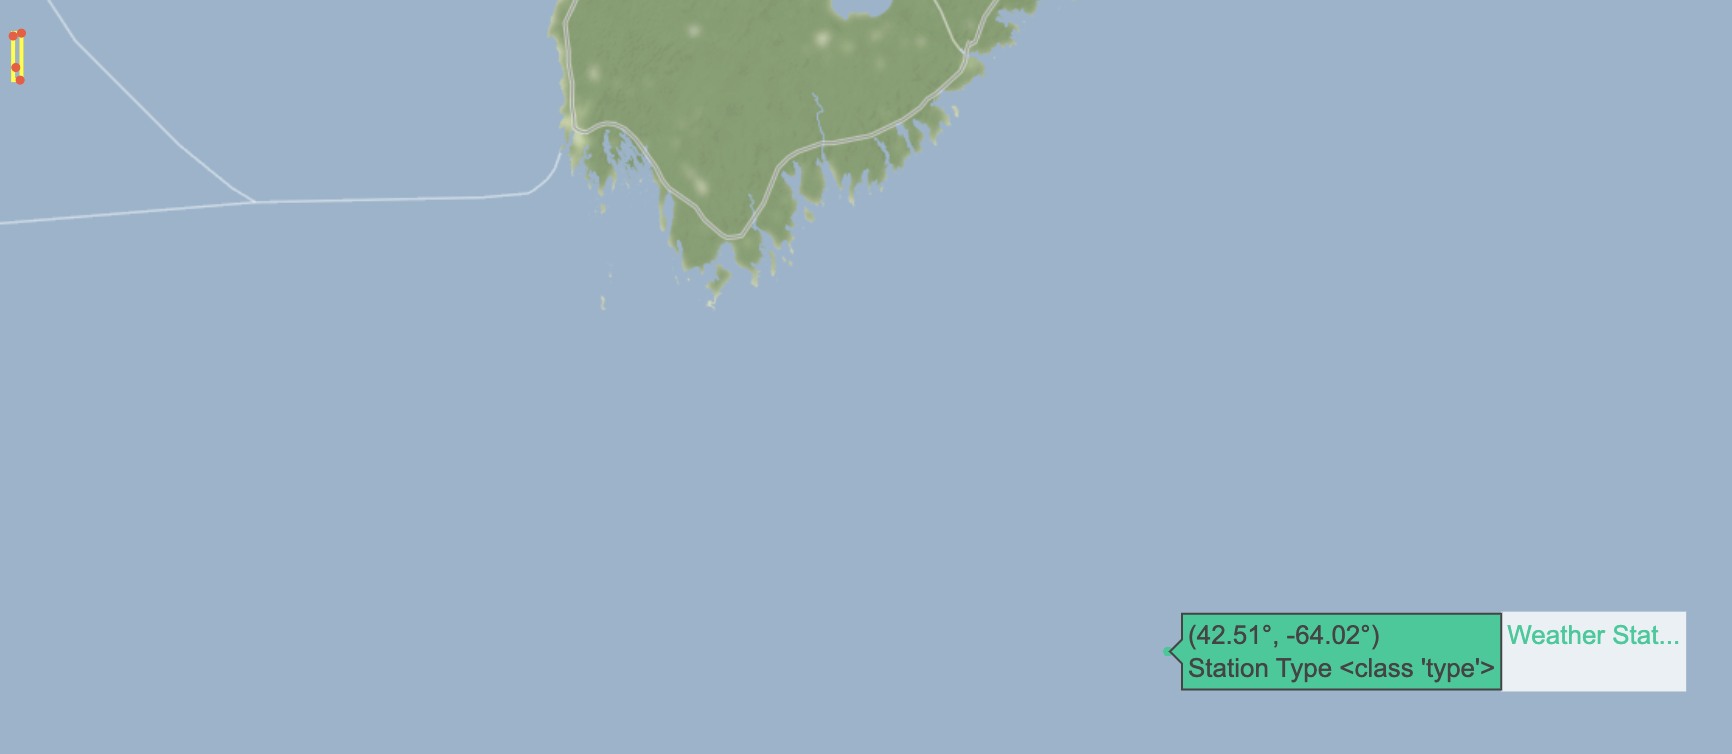 (42.51°, -64.02°)
Station Type <class 'type'>
Weather Stat...